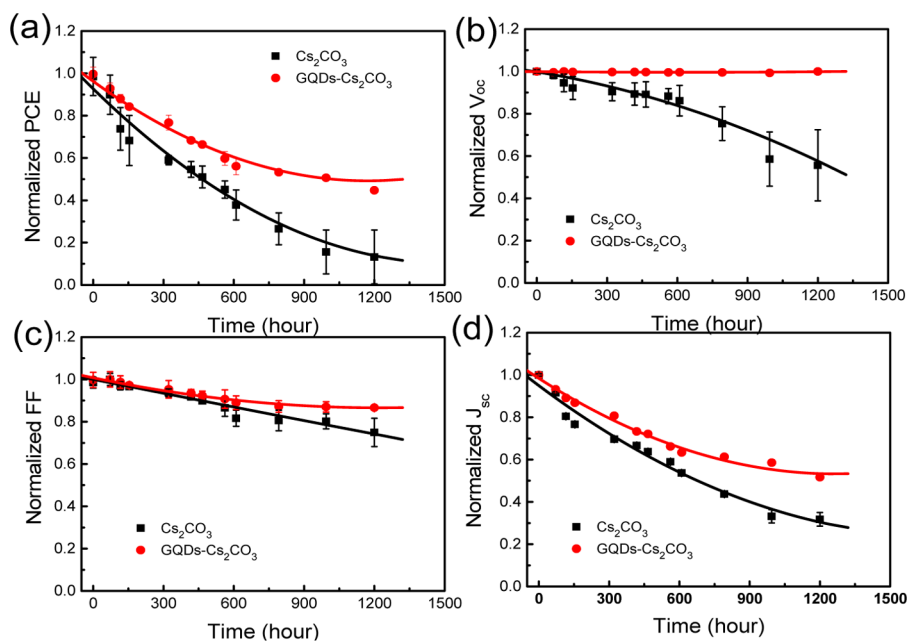 (a)
1.2
1.0
0.8
0.6
0.4
0.2
0.0
Normalized PCE
Cs₂CO₃
GQDs-Cs₂CO₃
0 300 600 900 1200 1500
Time (hour)
(b)
1.2
1.0
0.8
0.6
0.4
0.2
0.0
Normalized Voc
Cs₂CO₃
GQDs-Cs₂CO₃
0 300 600 900 1200 1500
Time (hour)
(c)
1.2
1.0
0.8
0.6
0.4
0.2
0.0
Normalized FF
Cs₂CO₃
GQDs-Cs₂CO₃
0 300 600 900 1200 1500
Time (hour)
(d)
1.2
1.0
0.8
0.6
0.4
0.2
0.0
Normalized Jsc
Cs₂CO₃
GQDs-Cs₂CO₃
0 300 600 900 1200 1500
Time (hour)